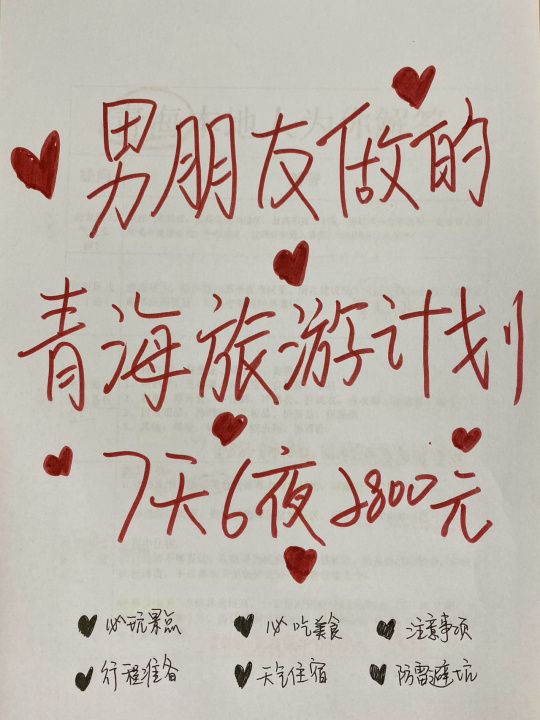 男朋友做的
青海旅游计划
7天6夜2800元
必玩景点 必吃美食 注意事项
行程准备 天气住宿 防雷避坑